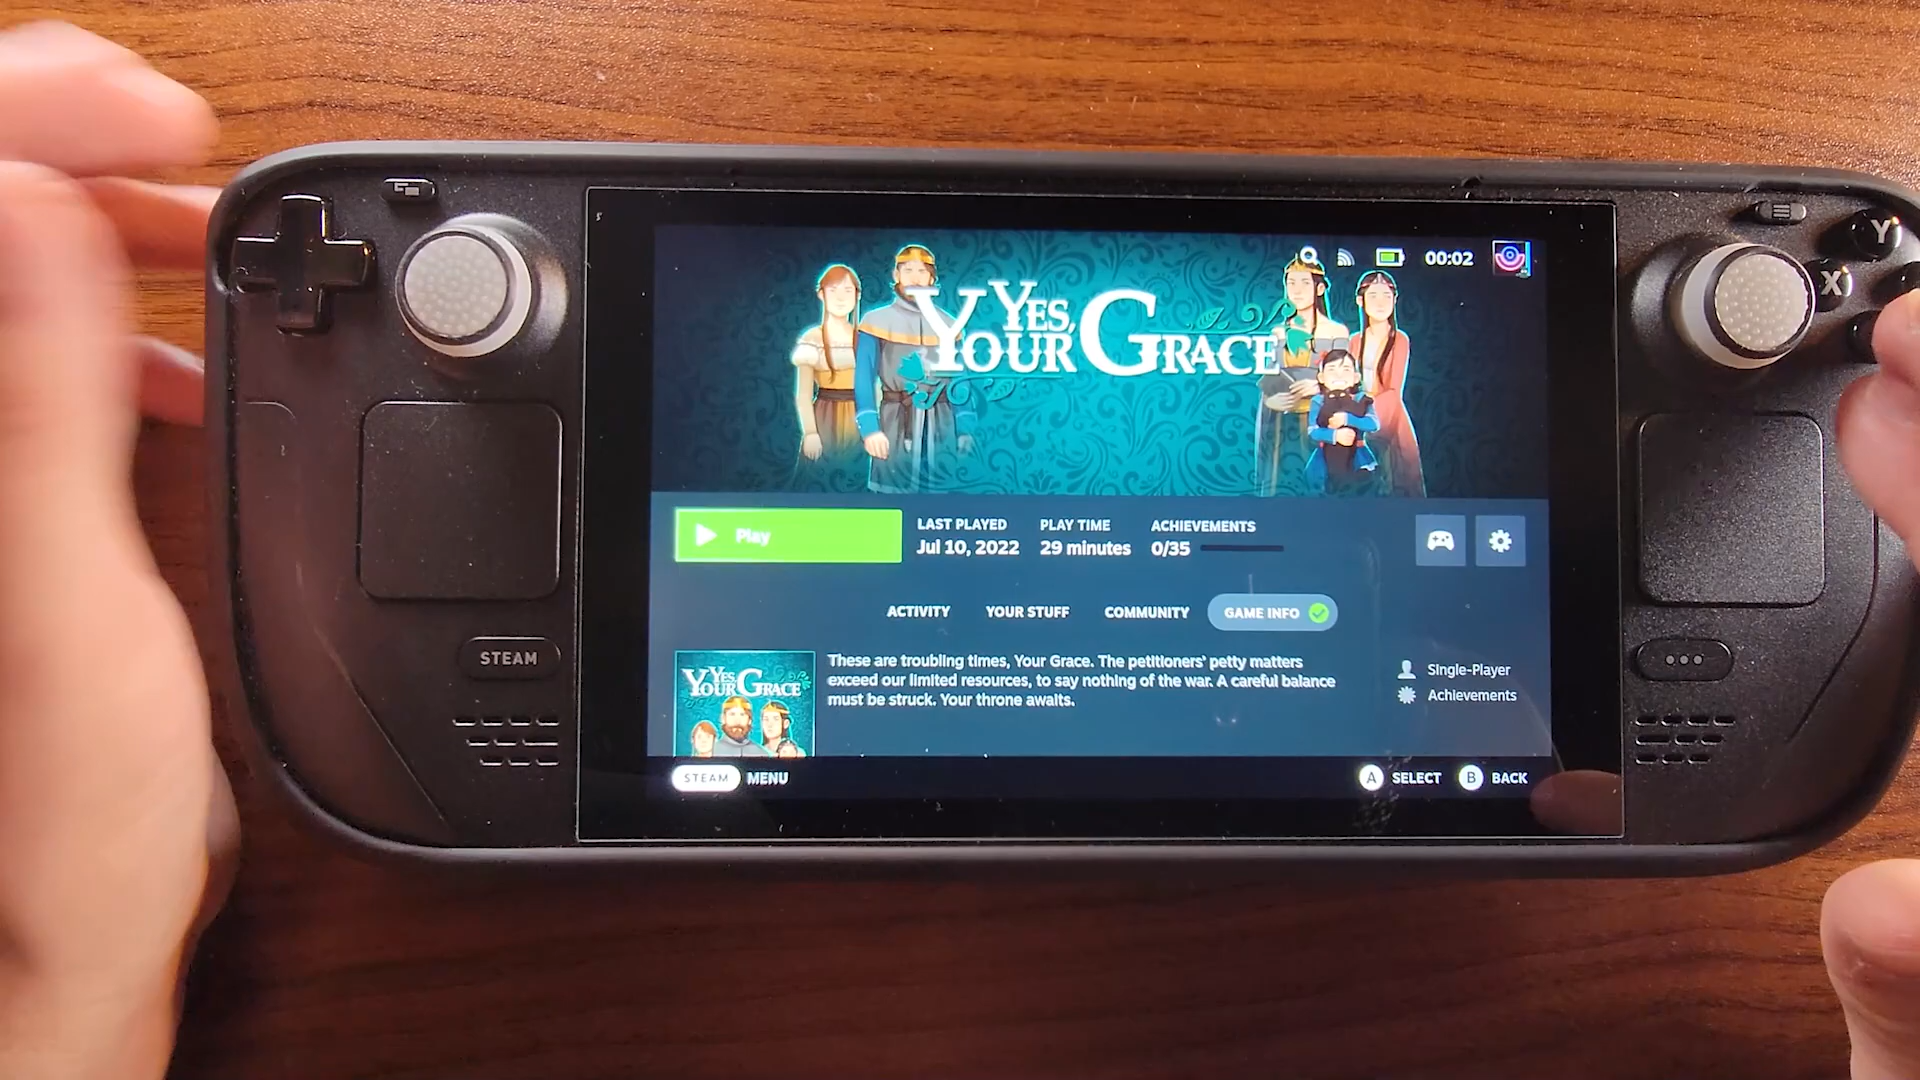 00:02
YES,
YOUR GRACE
Play
LAST PLAYED
Jul 10, 2022
PLAY TIME
29 minutes
ACHIEVEMENTS
0/35
ACTIVITY
YOUR STUFF
COMMUNITY
GAME INFO
YES,
YOUR GRACE
These are troubling times, Your Grace. The petitioners' petty matters
exceed our limited resources, to say nothing of the war. A careful balance
must be struck. Your throne awaits.
Single-Player
Achievements
STEAM MENU
A SELECT B BACK
STEAM
Y
X